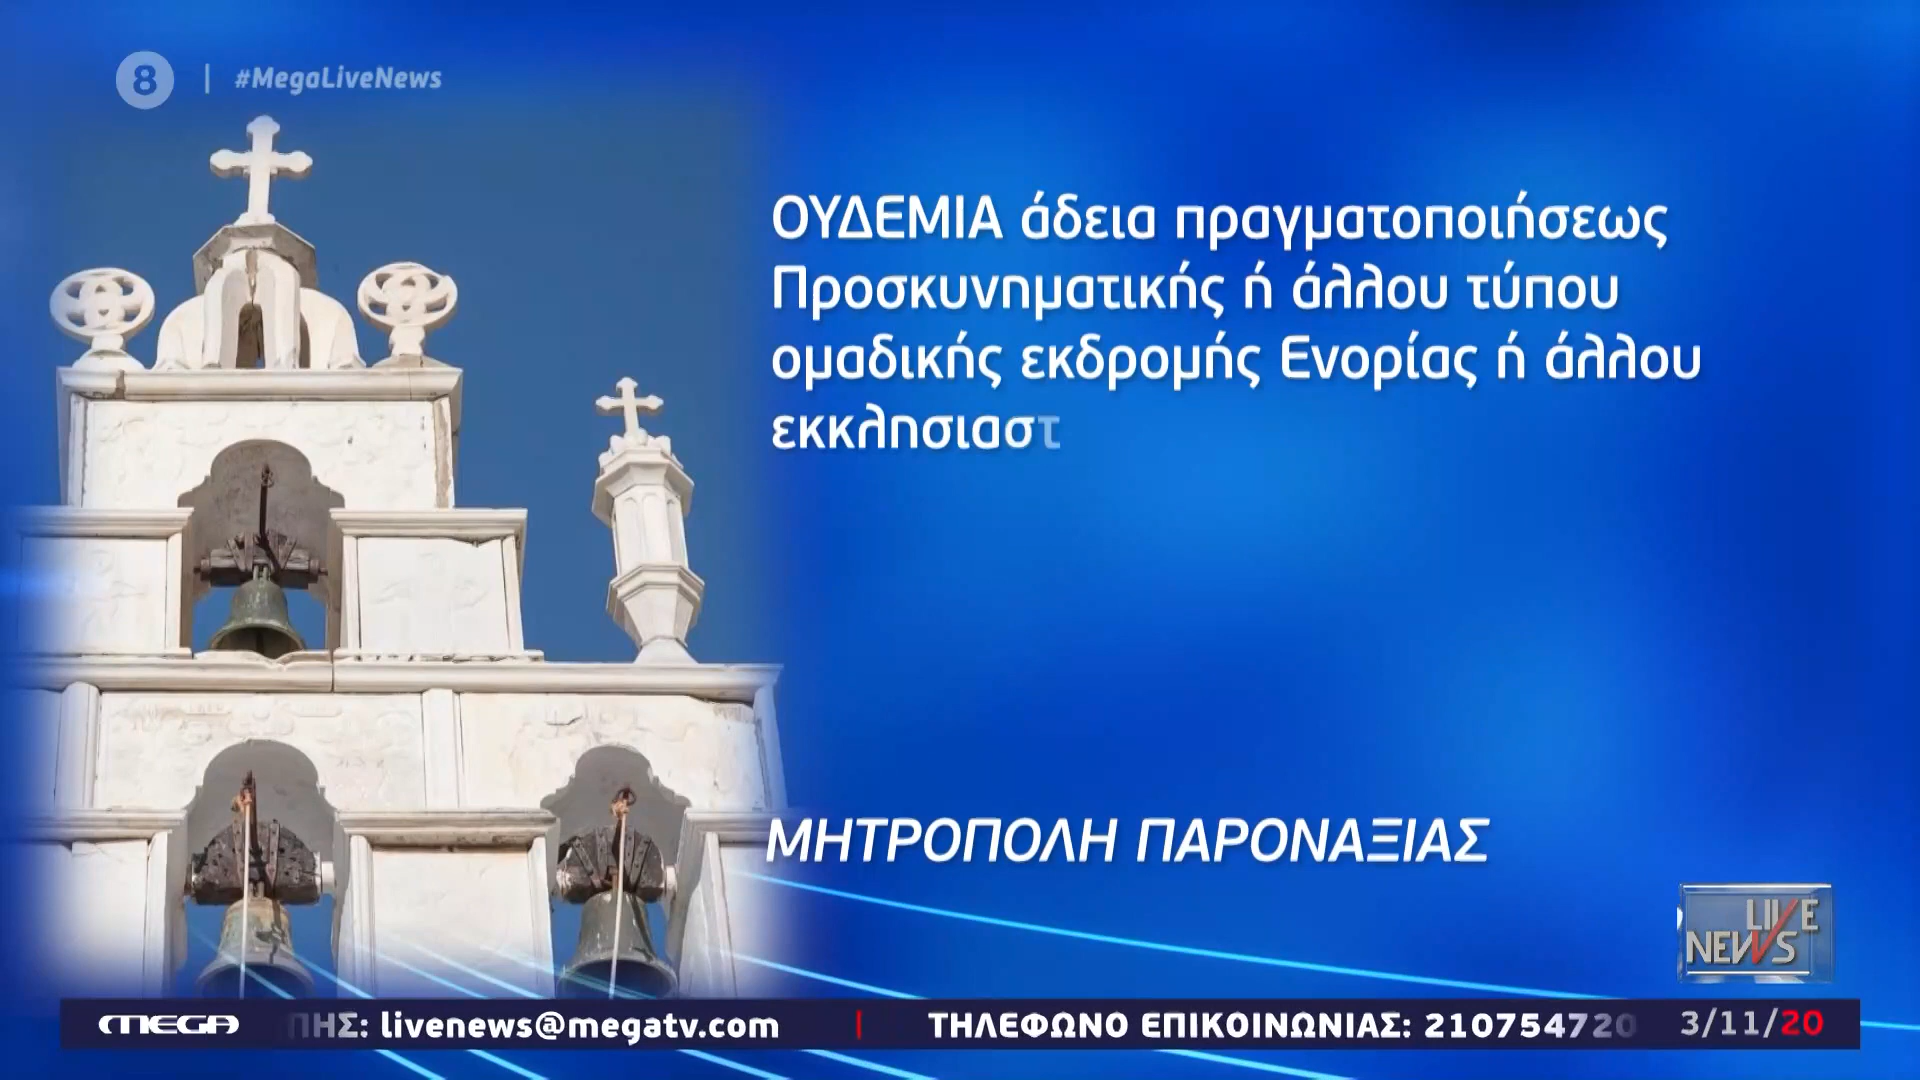 8 | #MegaLiveNews
ΟΥΔΕΜΙΑ άδεια πραγματοποιήσεως
Προσκυνηματικής ή άλλου τύπου
ομαδικής εκδρομής Ενορίας ή άλλου
εκκλησιαστ
ΜΗΤΡΟΠΟΛΗ ΠΑΡΟΝΑΞΙΑΣ
LIVE
NEWS
MEGA ΠΗΣ: livenews@megatv.com | ΤΗΛΕΦΩΝΟ ΕΠΙΚΟΙΝΩΝΙΑΣ: 210754720 3/11/20